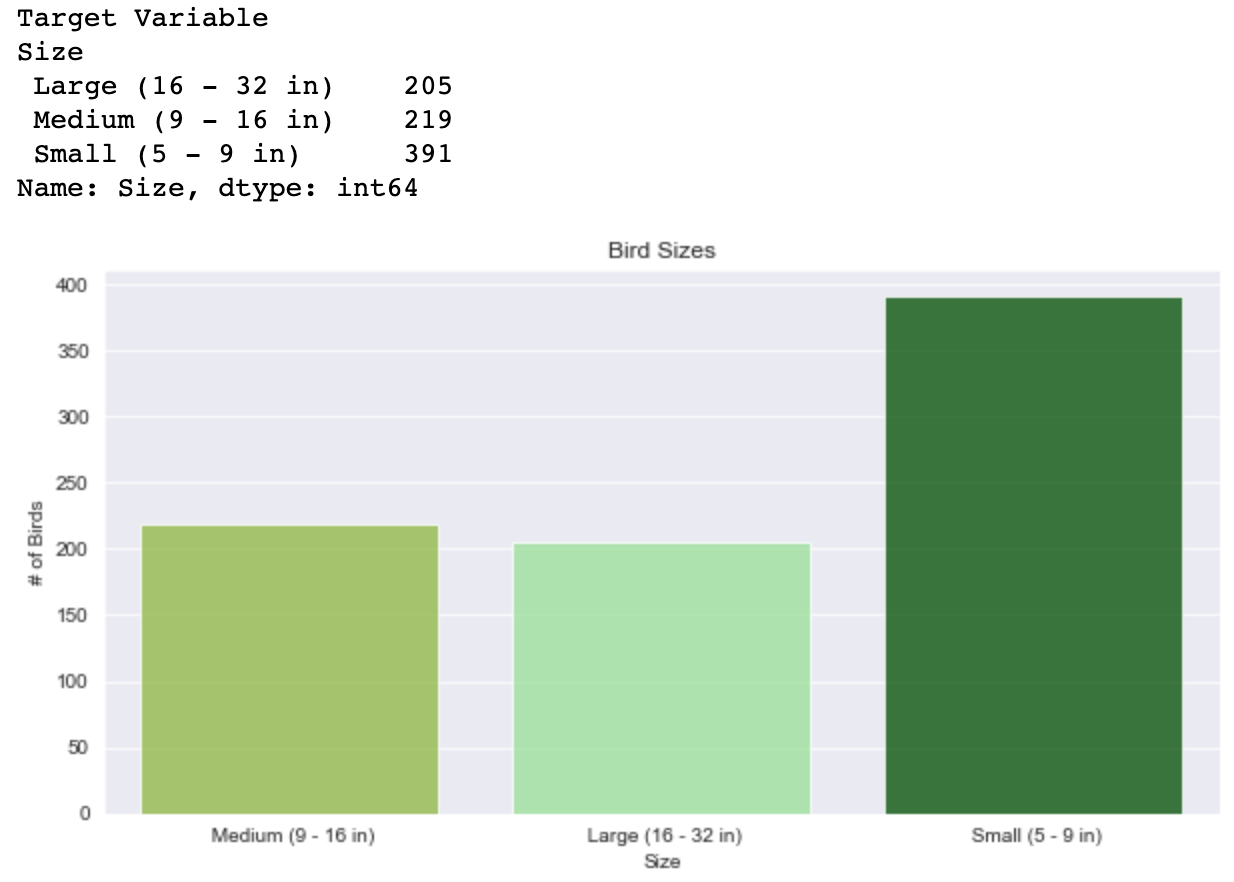 Target Variable
Size
Large (16 - 32 in) 205
Medium (9 - 16 in) 219
Small (5 - 9 in) 391
Name: Size, dtype: int64
Bird Sizes
400
350
300
250
200
150
100
50
0
# of Birds
Medium (9 - 16 in) Large (16 - 32 in) Small (5 - 9 in)
Size